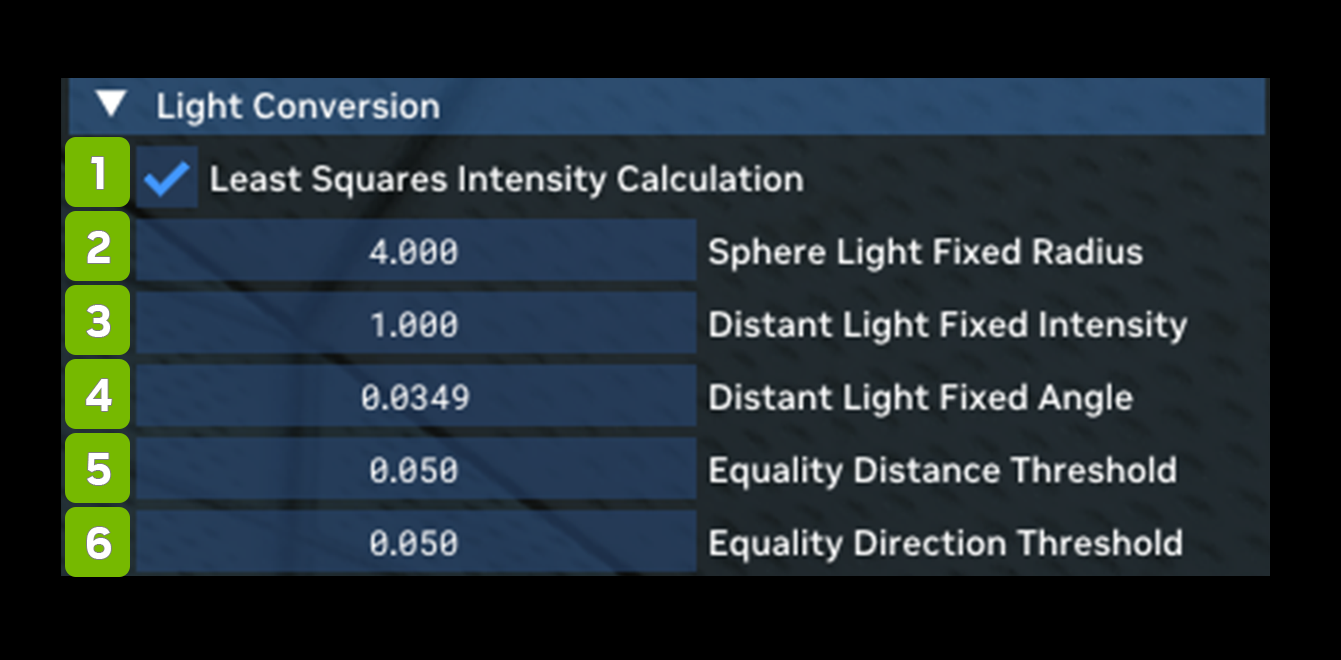 Light Conversion
1 Least Squares Intensity Calculation
2 4.000 Sphere Light Fixed Radius
3 1.000 Distant Light Fixed Intensity
4 0.0349 Distant Light Fixed Angle
5 0.050 Equality Distance Threshold
6 0.050 Equality Direction Threshold